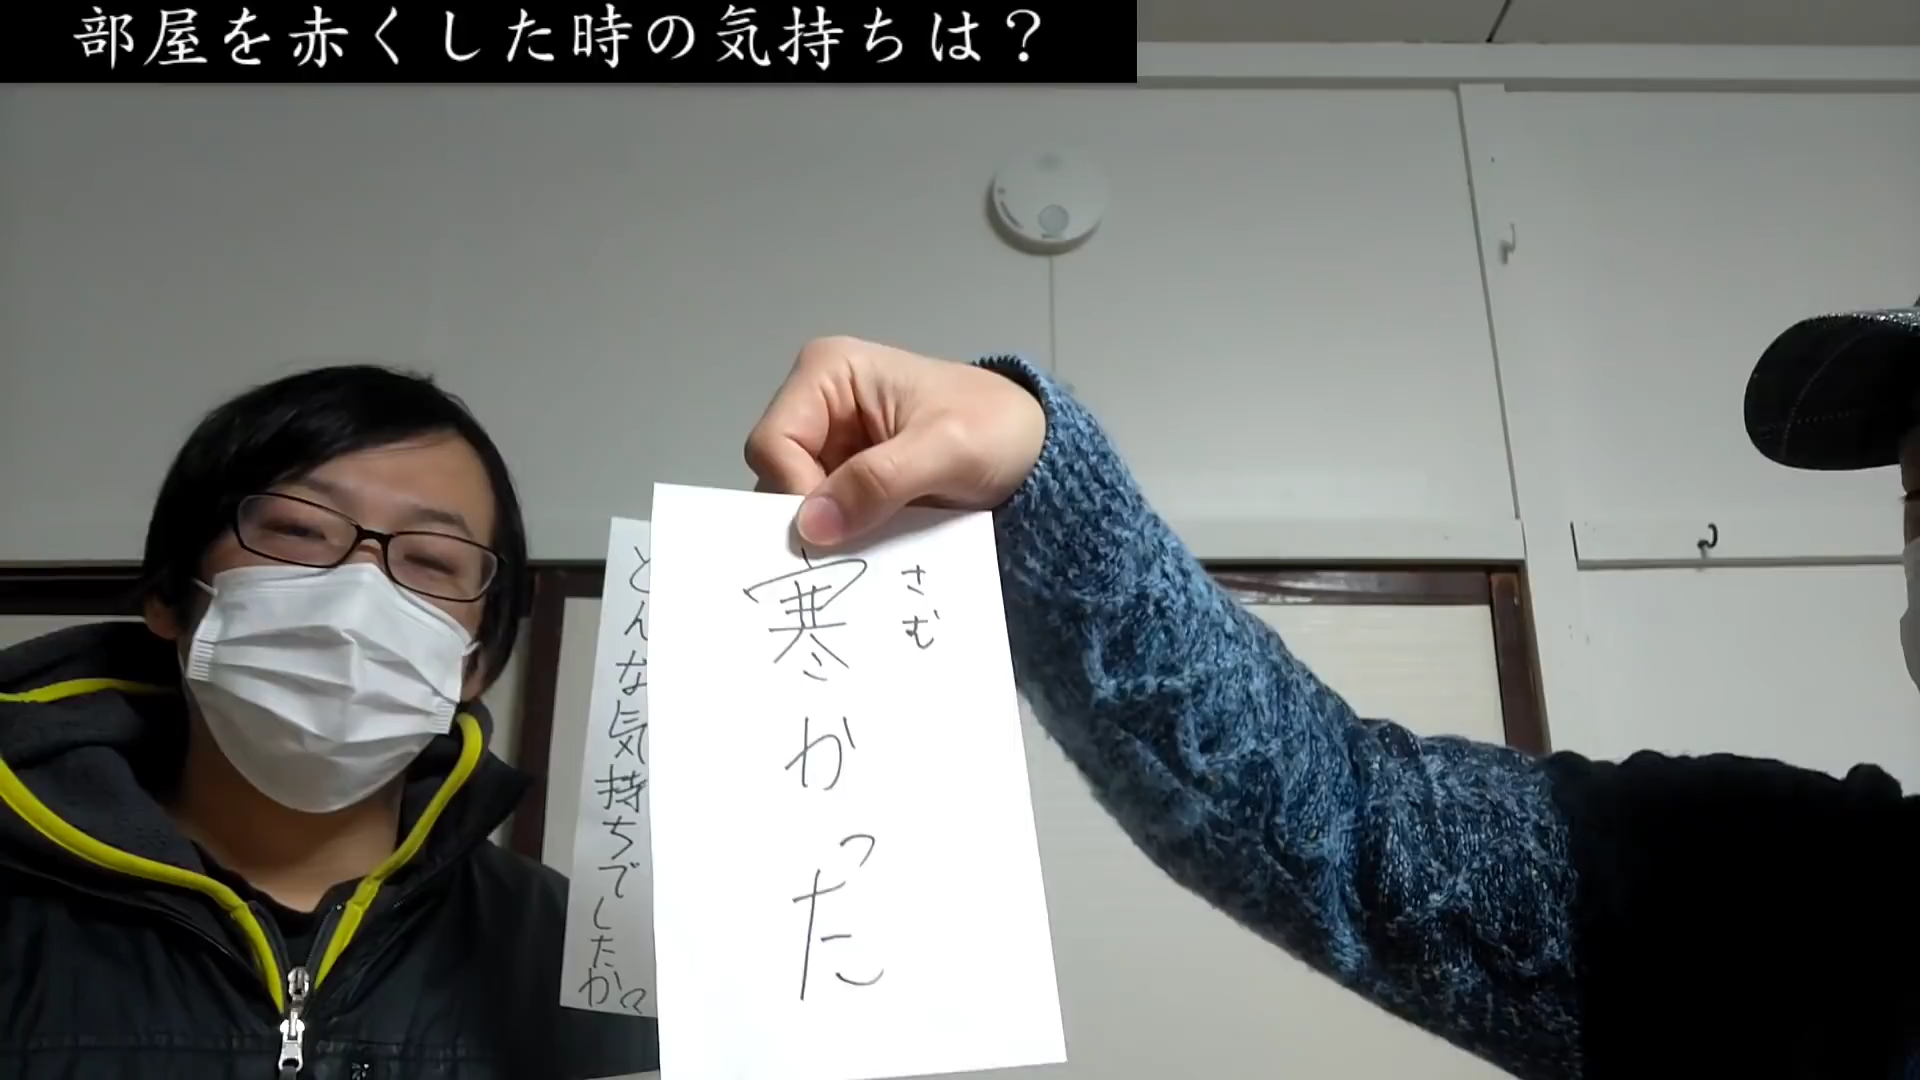 部屋を赤くした時の気持ちは？
さむ
寒かった
どんな気持ちでしたか